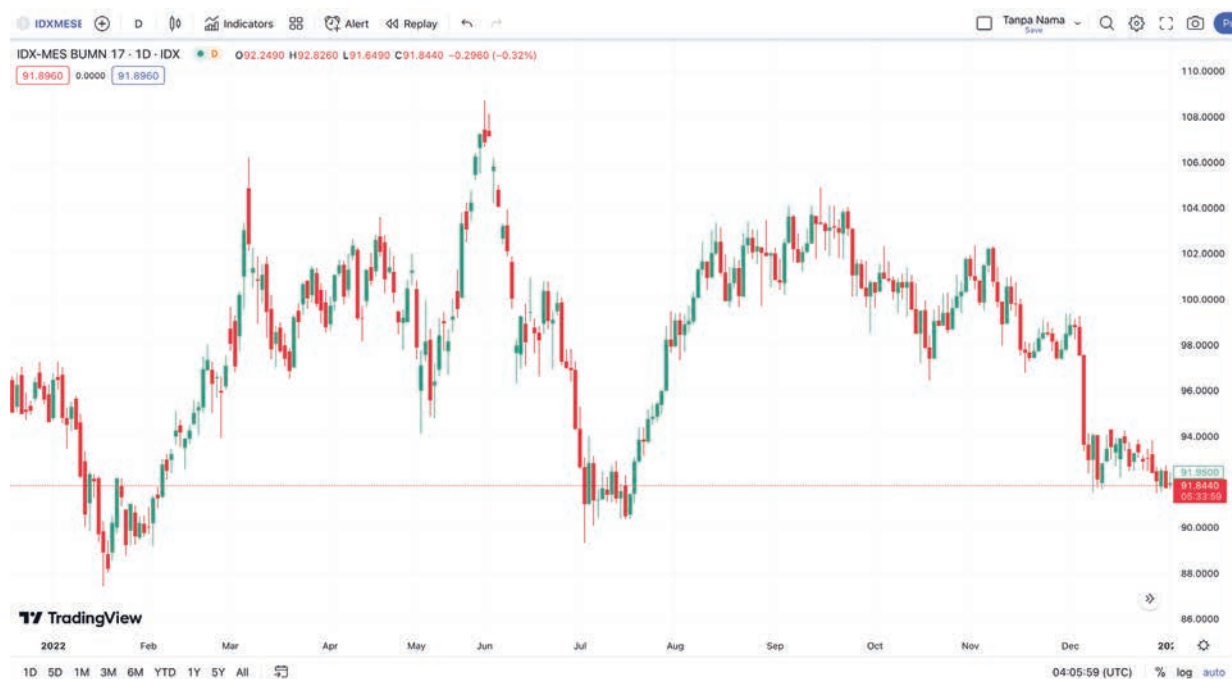 IDXMESE D Indicators Alert Replay Tanpa Nama
Save
IDX-MES BUMN 17 · 1D · IDX D O92.2490 H92.8260 L91.6490 C91.8440 −0.2960 (−0.32%)
91.8960 0.0000 91.8960
110.0000
108.0000
106.0000
104.0000
102.0000
100.0000
98.0000
96.0000
94.0000
91.9500
91.8440
05:33:59
90.0000
88.0000
86.0000
TradingView
2022 Feb Mar Apr May Jun Jul Aug Sep Oct Nov Dec
1D 5D 1M 3M 6M YTD 1Y 5Y All 04:05:59 (UTC) % log auto